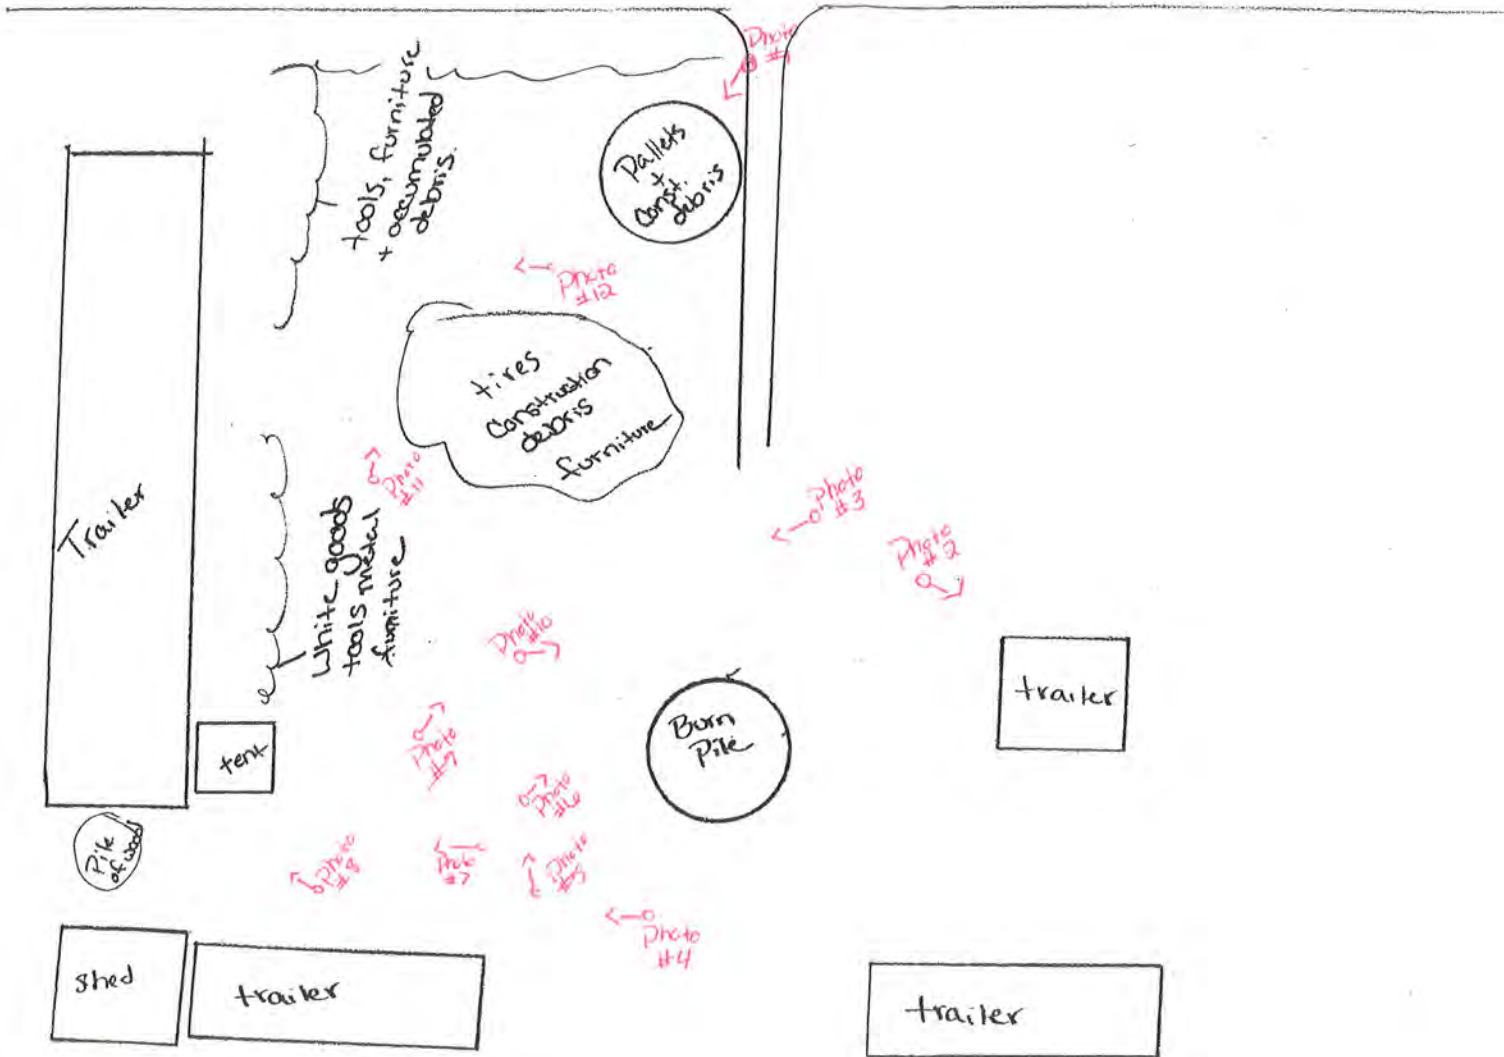 Photo
#1
tools, furniture
+ accumulated
debris.
Pallets
+
Const.
debris
Photo
#12
tires
Construction
debris
furniture
Photo
#11
Trailer
White goods
tools metal
furniture
Photo
#3
Photo
#2
Photo
#10
trailer
Burn
Pile
tent
Photo
#9
Photo
#6
Pile
of wood
Photo
#8
Photo
#7
Photo
#5
Photo
#4
shed
trailer
trailer